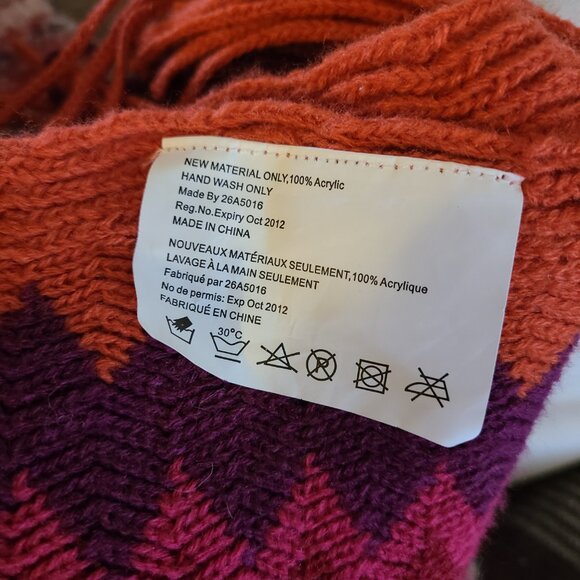 NEW MATERIAL ONLY,100% Acrylic
HAND WASH ONLY
Made By 26A5016
Reg.No.Expiry Oct 2012
MADE IN CHINA
NOUVEAUX MATÉRIAUX SEULEMENT,100% Acrylique
LAVAGE À LA MAIN SEULEMENT
Fabriqué par 26A5016
No de permis: Exp Oct 2012
FABRIQUÉ EN CHINE
30°C
P